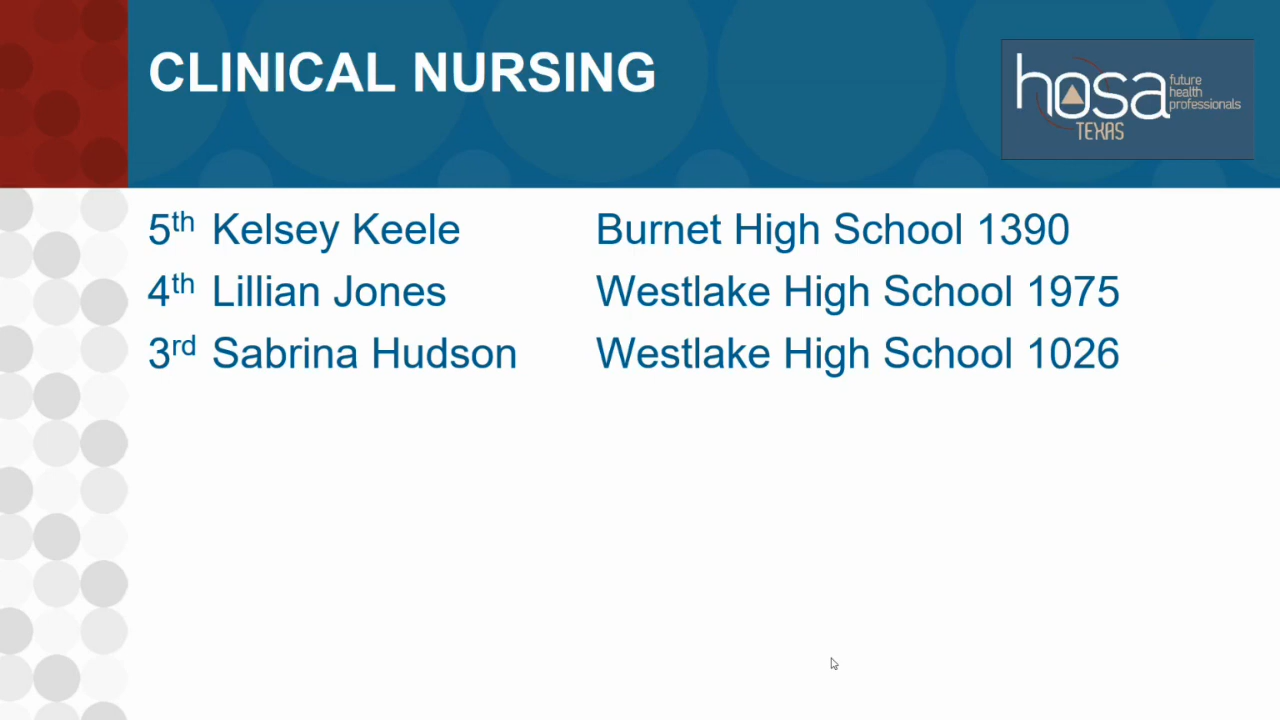 CLINICAL NURSING
hosa
future
health
professionals
TEXAS
5th Kelsey Keele Burnet High School 1390
4th Lillian Jones Westlake High School 1975
3rd Sabrina Hudson Westlake High School 1026